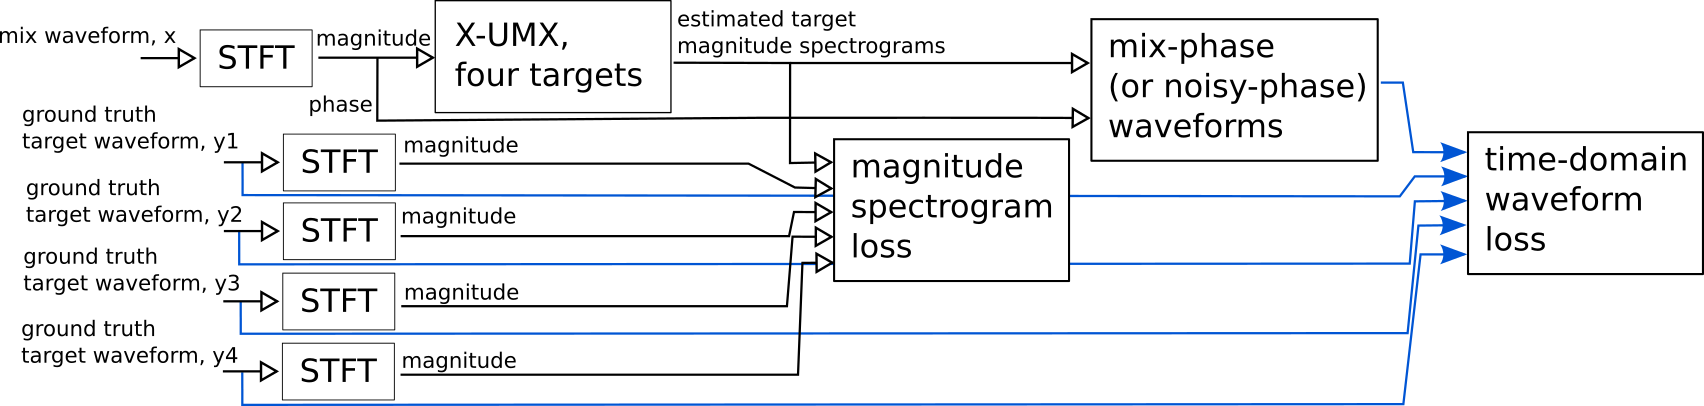 mix waveform, x
STFT
magnitude
phase
X-UMX,
four targets
estimated target
magnitude spectrograms
mix-phase
(or noisy-phase)
waveforms
ground truth
target waveform, y1
STFT
magnitude
ground truth
target waveform, y2
STFT
magnitude
ground truth
target waveform, y3
STFT
magnitude
ground truth
target waveform, y4
STFT
magnitude
magnitude
spectrogram
loss
time-domain
waveform
loss